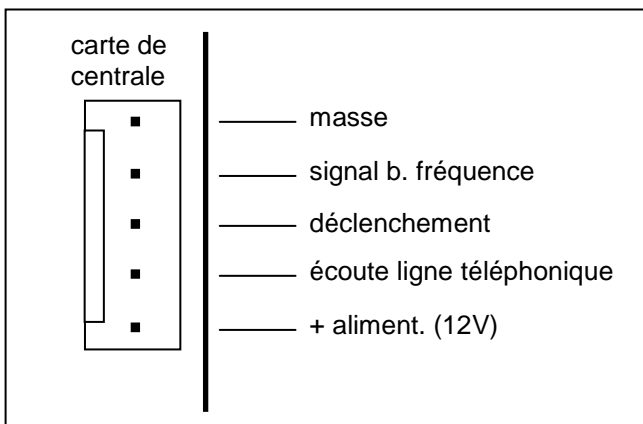 carte de
centrale
masse
signal b. fréquence
déclenchement
écoute ligne téléphonique
+ aliment. (12V)